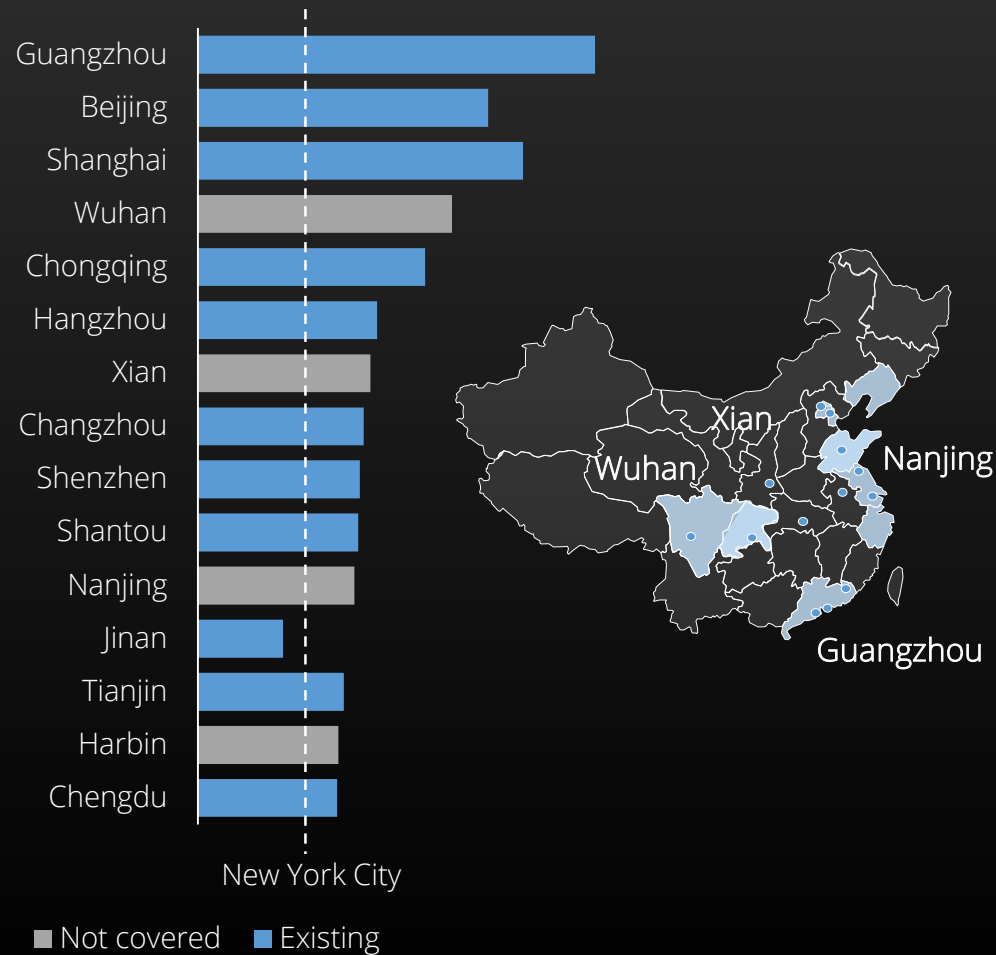 Guangzhou
Beijing
Shanghai
Wuhan
Chongqing
Hangzhou
Xian
Changzhou
Shenzhen
Shantou
Nanjing
Jinan
Tianjin
Harbin
Chengdu
New York City
Not covered
Existing
Xian
Wuhan
Nanjing
Guangzhou